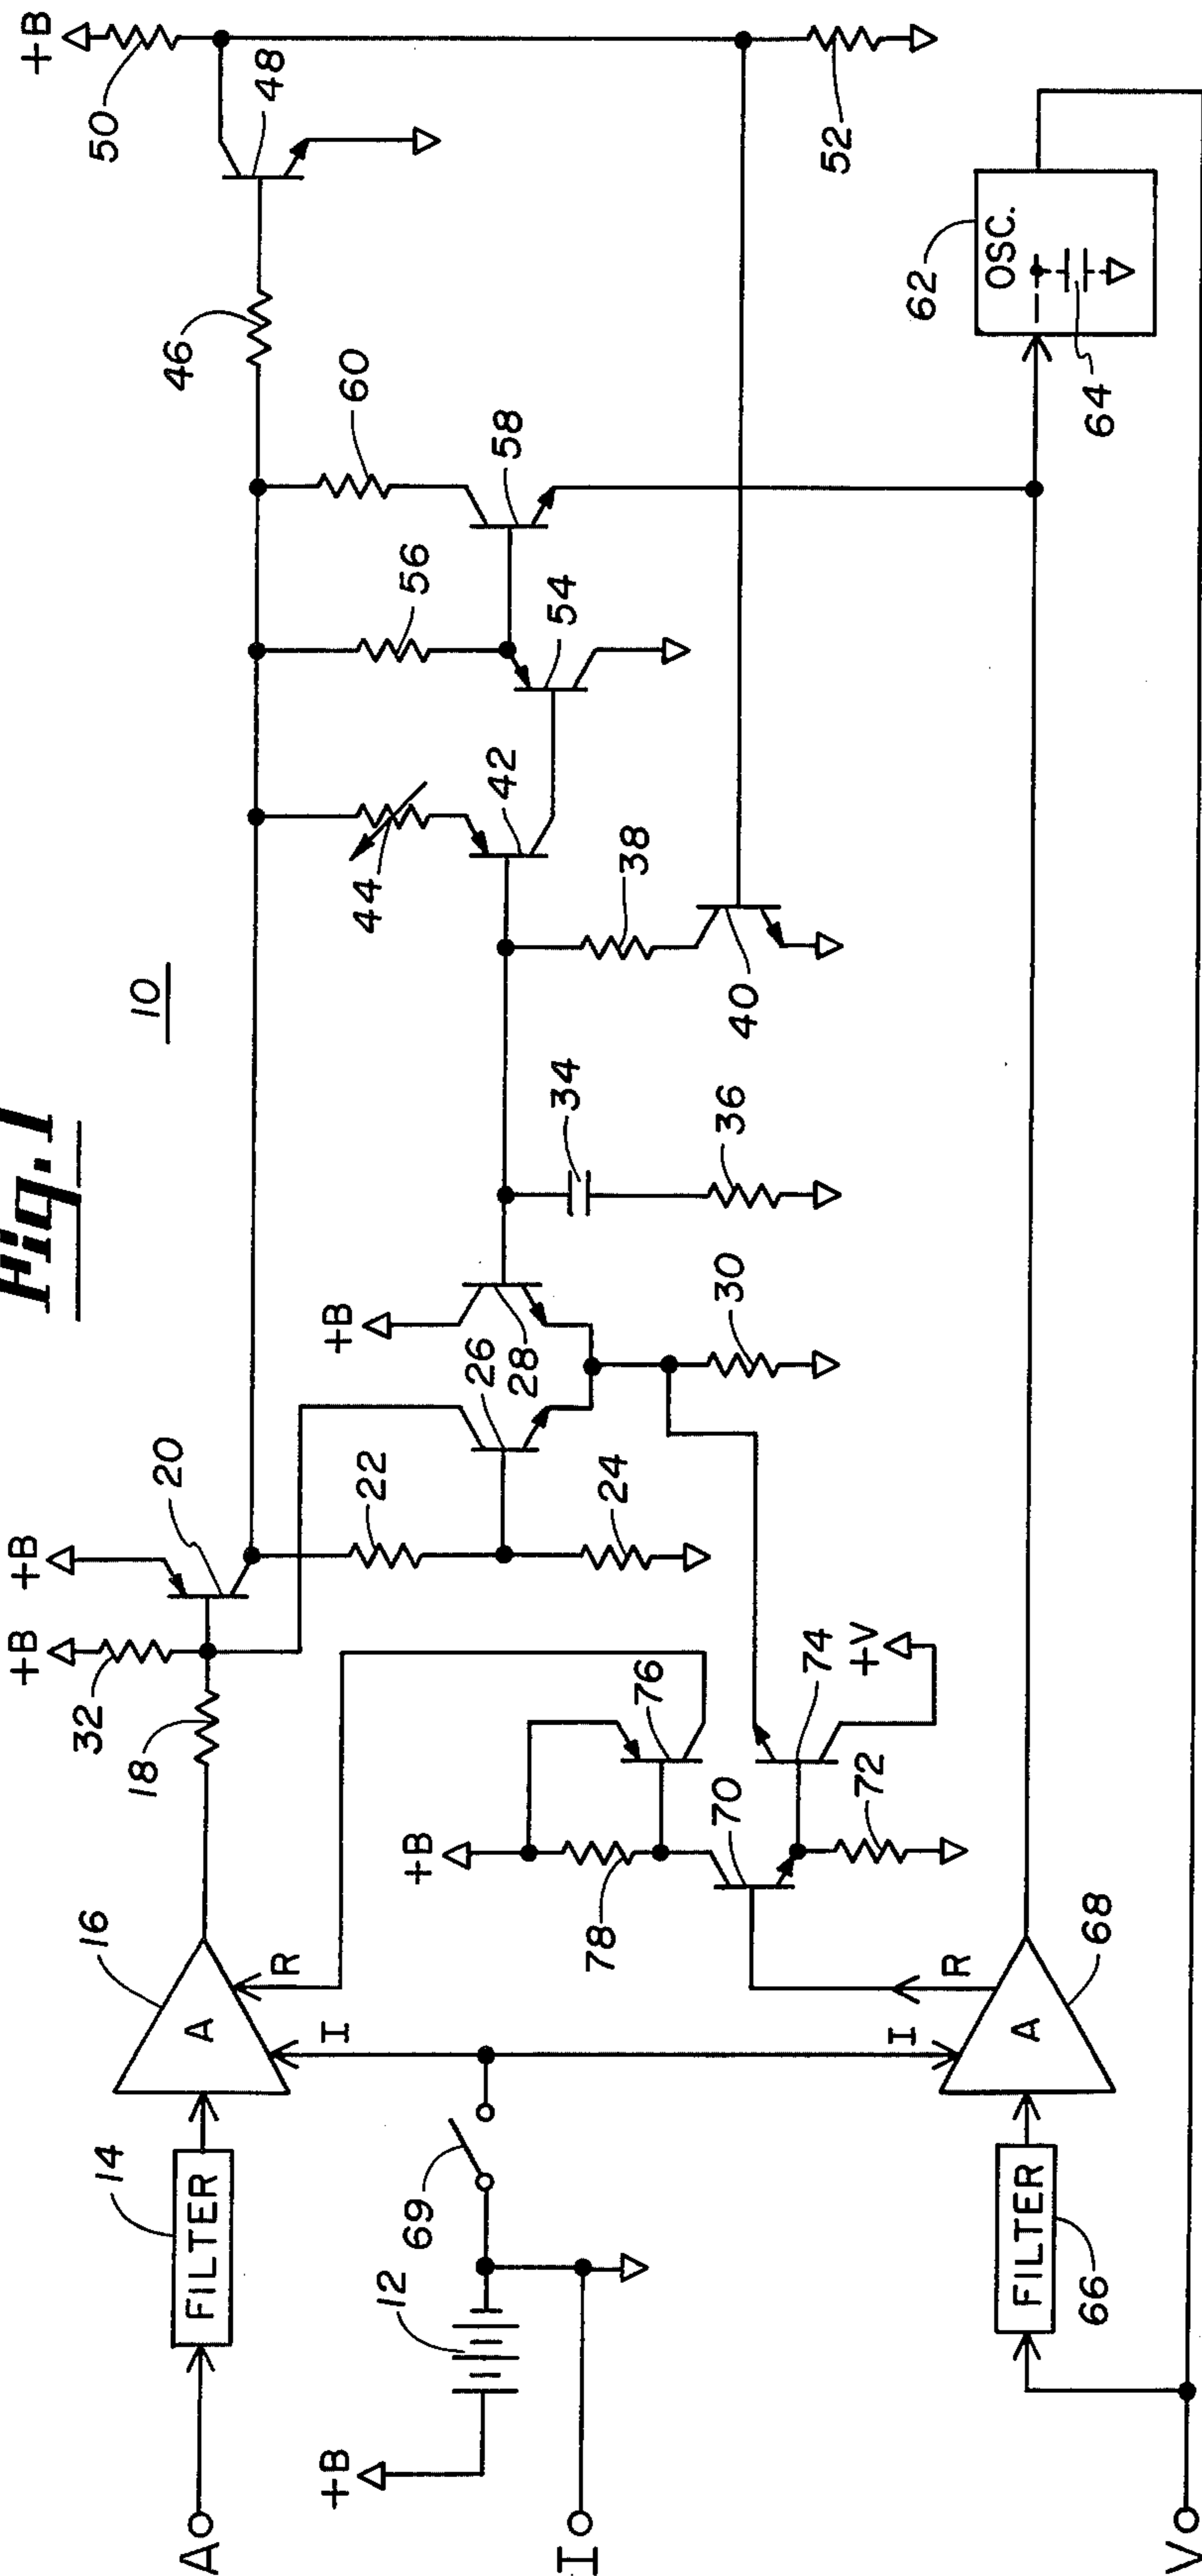 Fig. 1
10
A
FILTER
14
A
16
I
R
18
32
+B
+B
20
22
24
26
28
+B
30
34
36
38
40
42
44
46
48
50
+B
52
54
56
58
60
62
OSC.
64
+B
12
69
I
+B
78
76
70
74
+V
72
I
R
A
68
FILTER
66
V